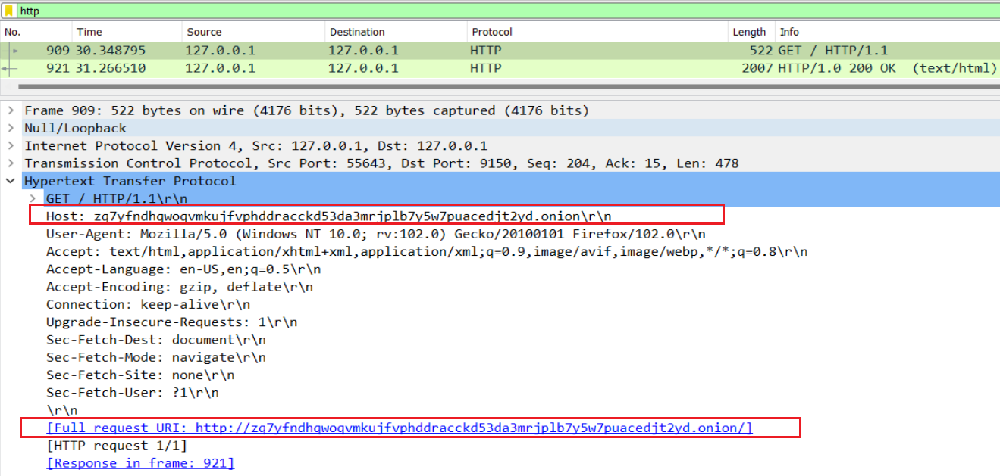 http
No. Time Source Destination Protocol Length Info
909 30.348795 127.0.0.1 127.0.0.1 HTTP 522 GET / HTTP/1.1
921 31.266510 127.0.0.1 127.0.0.1 HTTP 2007 HTTP/1.0 200 OK (text/html)
Frame 909: 522 bytes on wire (4176 bits), 522 bytes captured (4176 bits)
Null/Loopback
Internet Protocol Version 4, Src: 127.0.0.1, Dst: 127.0.0.1
Transmission Control Protocol, Src Port: 55643, Dst Port: 9150, Seq: 204, Ack: 15, Len: 478
Hypertext Transfer Protocol
GET / HTTP/1.1\r\n
Host: zq7yfndhqwoqvmkujfvphddracckd53da3mrjplb7y5w7puacedjt2yd.onion\r\n
User-Agent: Mozilla/5.0 (Windows NT 10.0; rv:102.0) Gecko/20100101 Firefox/102.0\r\n
Accept: text/html,application/xhtml+xml,application/xml;q=0.9,image/avif,image/webp,*/*;q=0.8\r\n
Accept-Language: en-US,en;q=0.5\r\n
Accept-Encoding: gzip, deflate\r\n
Connection: keep-alive\r\n
Upgrade-Insecure-Requests: 1\r\n
Sec-Fetch-Dest: document\r\n
Sec-Fetch-Mode: navigate\r\n
Sec-Fetch-Site: none\r\n
Sec-Fetch-User: ?1\r\n
\r\n
[Full request URI: http://zq7yfndhqwoqvmkujfvphddracckd53da3mrjplb7y5w7puacedjt2yd.onion/]
[HTTP request 1/1]
[Response in frame: 921]